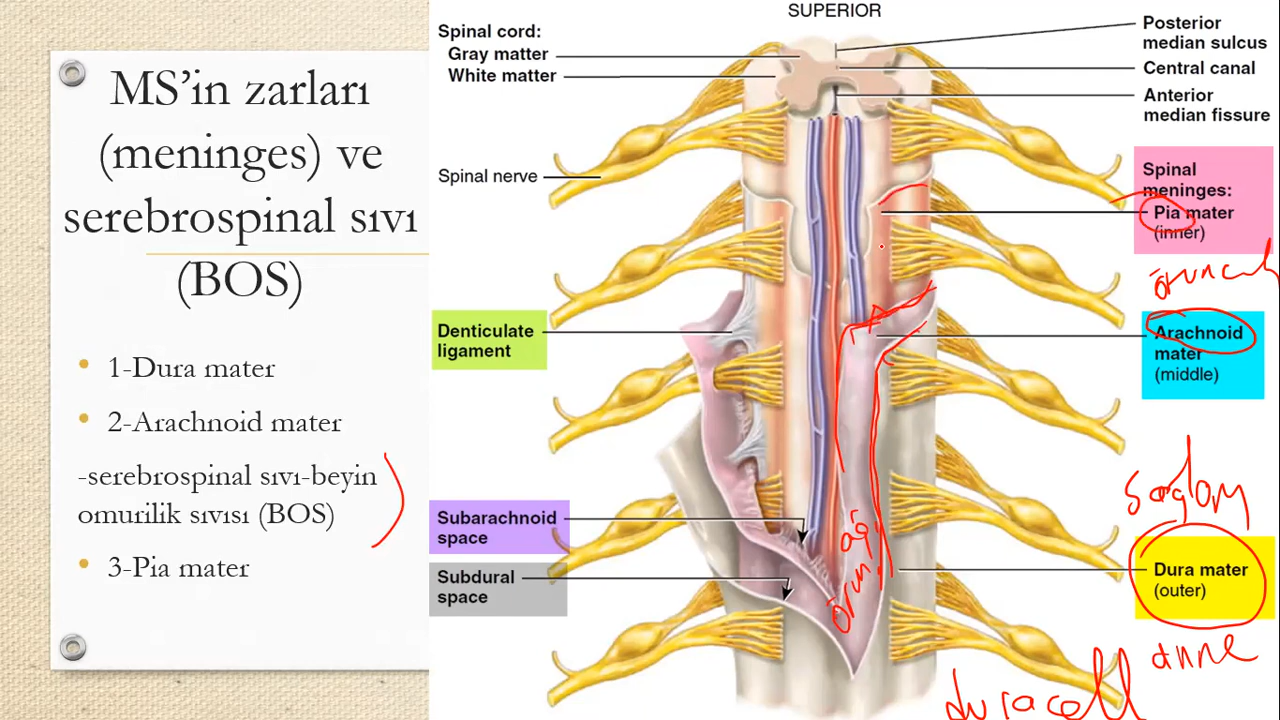 MS’in zarları
(meninges) ve
serebrospinal sıvı
(BOS)
• 1-Dura mater
• 2-Arachnoid mater
-serebrospinal sıvı-beyin
omurilik sıvısı (BOS)
• 3-Pia mater
SUPERIOR
Spinal cord:
Gray matter
White matter
Spinal nerve
Denticulate
ligament
Subarachnoid
space
Subdural
space
Posterior
median sulcus
Central canal
Anterior
median fissure
Spinal
meninges:
Pia mater
(inner)
örümcek
Arachnoid
mater
(middle)
sağlam
Dura mater
(outer)
anne
duracell
örüm. ağı